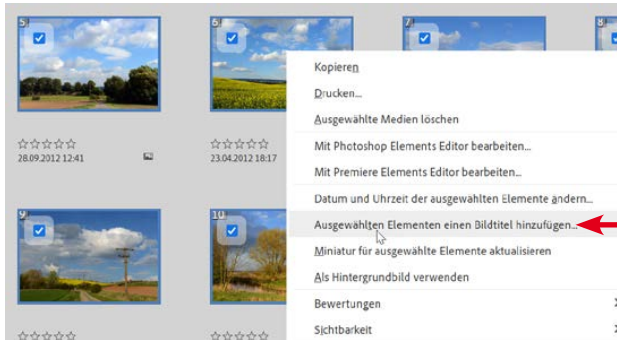 5
6
7
8
Kopieren
Drucken...
Ausgewählte Medien löschen
28.09.2012 12:41
23.04.2012 18:17
Mit Photoshop Elements Editor bearbeiten...
Mit Premiere Elements Editor bearbeiten...
Datum und Uhrzeit der ausgewählten Elemente ändern...
Ausgewählten Elementen einen Bildtitel hinzufügen...
9
10
Miniatur für ausgewählte Elemente aktualisieren
Als Hintergrundbild verwenden
Bewertungen
Sichtbarkeit